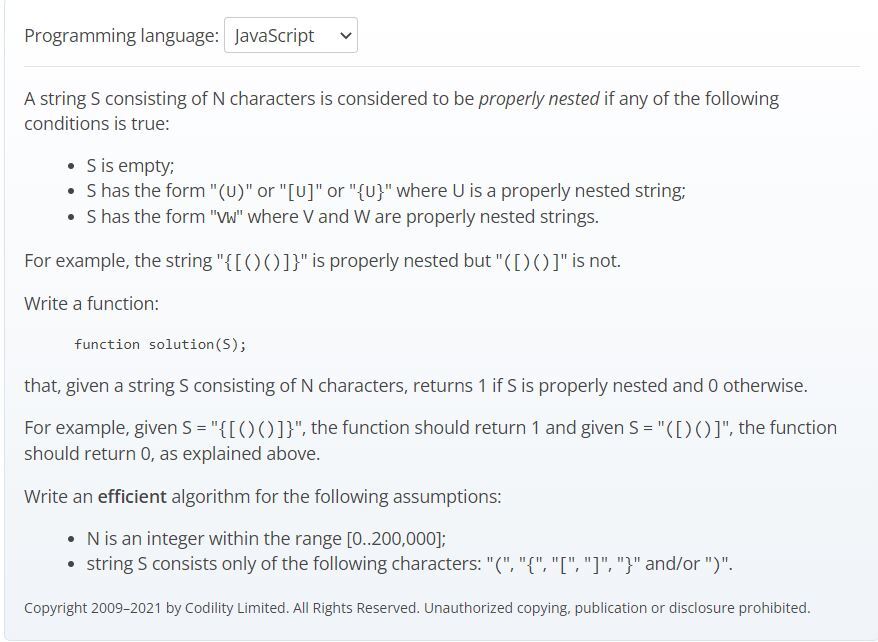 Programming language: JavaScript
A string S consisting of N characters is considered to be properly nested if any of the following
conditions is true:
• S is empty;
• S has the form "(U)" or "[U]" or "{U}" where U is a properly nested string;
• S has the form "VW" where V and W are properly nested strings.
For example, the string "{[()()]}" is properly nested but "([)()]" is not.
Write a function:
function solution(S);
that, given a string S consisting of N characters, returns 1 if S is properly nested and 0 otherwise.
For example, given S = "{[()()]}", the function should return 1 and given S = "([)()]", the function
should return 0, as explained above.
Write an efficient algorithm for the following assumptions:
• N is an integer within the range [0..200,000];
• string S consists only of the following characters: "(", "{", "[", "]", "}" and/or ")".
Copyright 2009–2021 by Codility Limited. All Rights Reserved. Unauthorized copying, publication or disclosure prohibited.